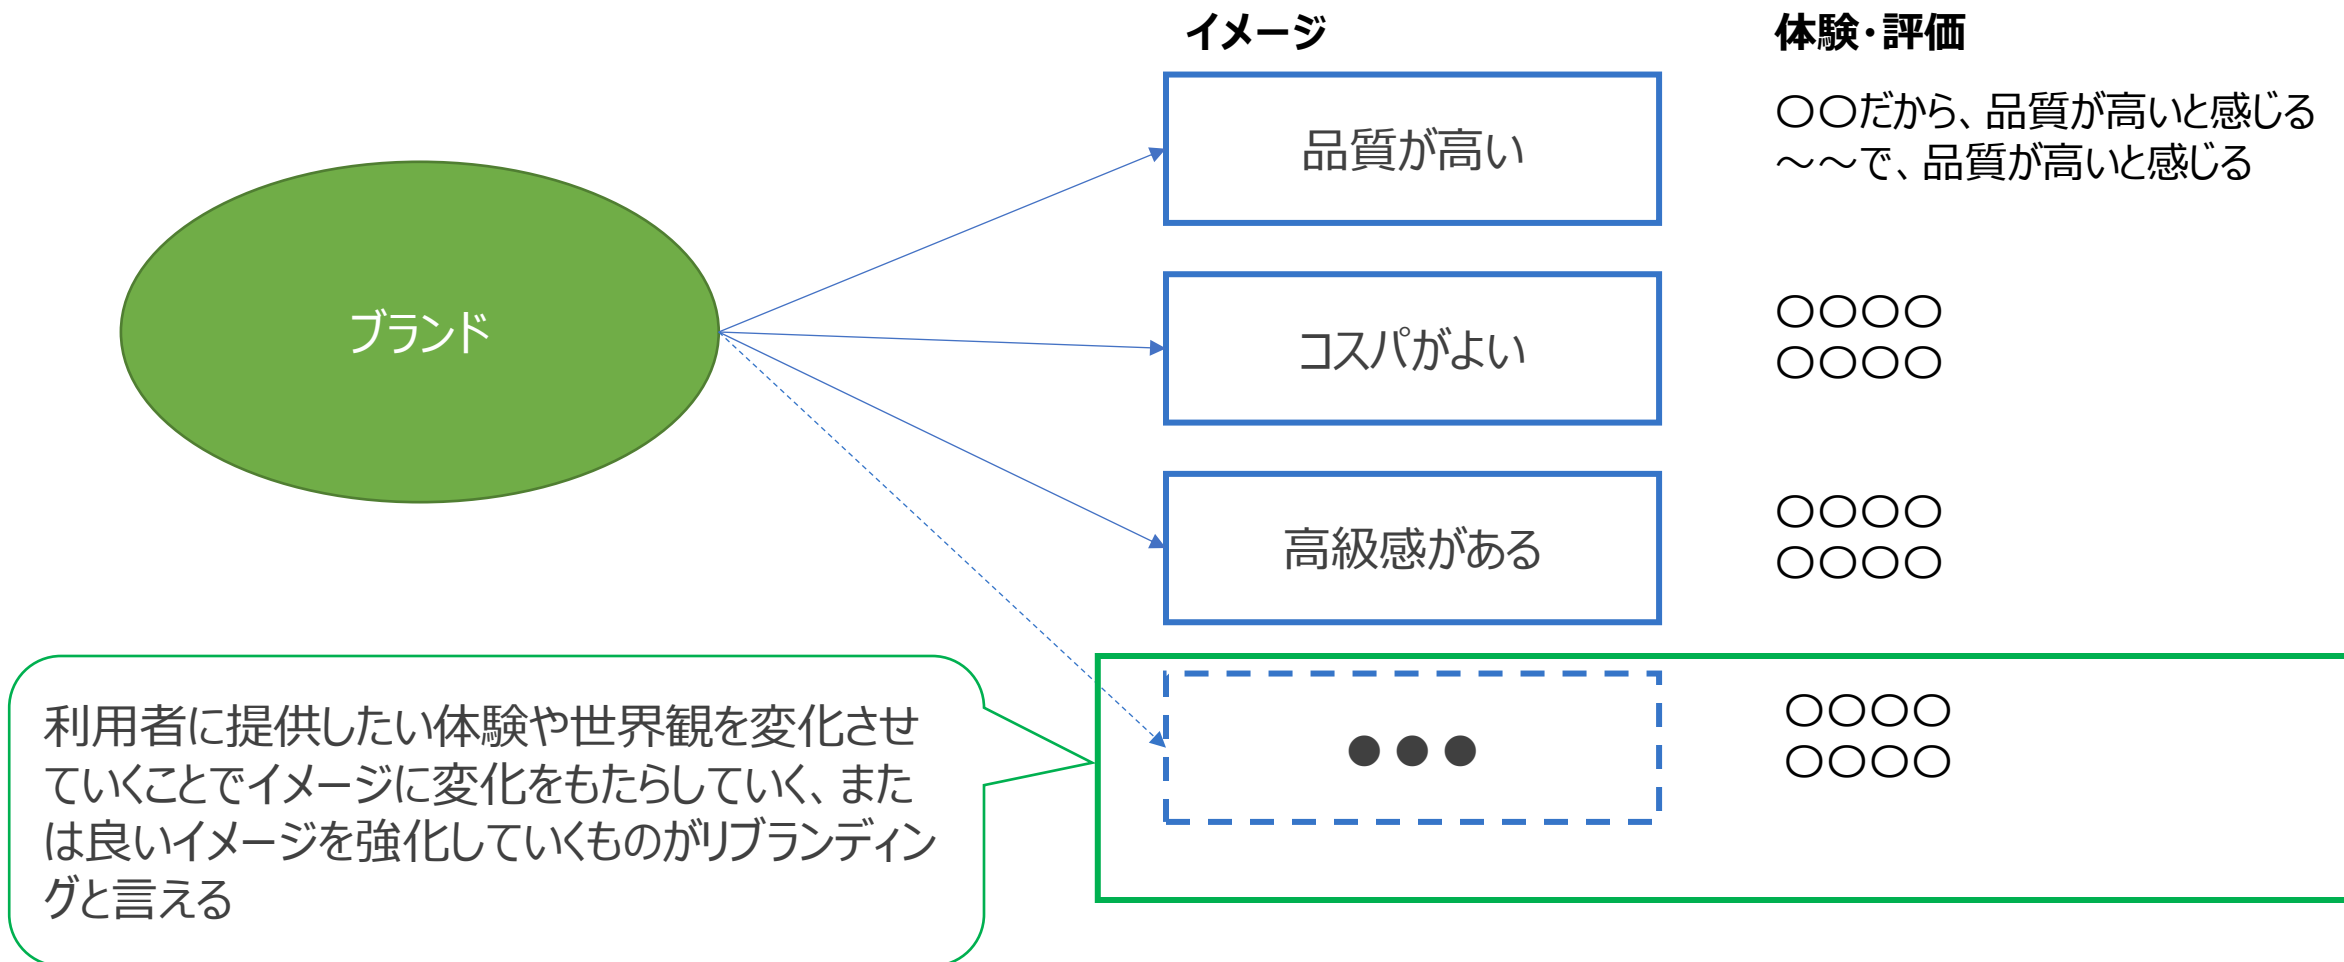 イメージ
体験・評価
品質が高い
〇〇だから、品質が高いと感じる
～～で、品質が高いと感じる
ブランド
コスパがよい
〇〇〇〇
〇〇〇〇
高級感がある
〇〇〇〇
〇〇〇〇
●●●
〇〇〇〇
〇〇〇〇
利用者に提供したい体験や世界観を変化させ
ていくことでイメージに変化をもたらしていく、また
は良いイメージを強化していくものがリブランディン
グと言える